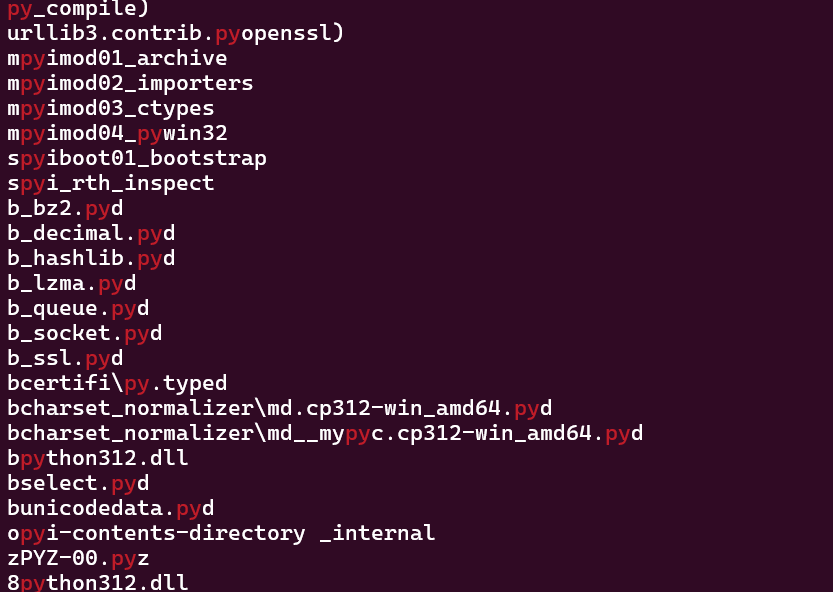 py_compile)
urllib3.contrib.pyopenssl)
mpyimod01_archive
mpyimod02_importers
mpyimod03_ctypes
mpyimod04_pywin32
spyiboot01_bootstrap
spyi_rth_inspect
b_bz2.pyd
b_decimal.pyd
b_hashlib.pyd
b_lzma.pyd
b_queue.pyd
b_socket.pyd
b_ssl.pyd
bcertifi\py.typed
bcharset_normalizer\md.cp312-win_amd64.pyd
bcharset_normalizer\md__mypyc.cp312-win_amd64.pyd
bpython312.dll
bselect.pyd
bunicodedata.pyd
opyi-contents-directory _internal
zPYZ-00.pyz
8python312.dll